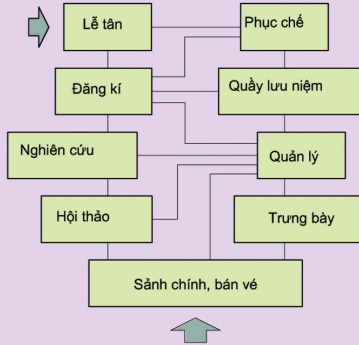 Lễ tân
Phục chế
Đăng kí
Quầy lưu niệm
Nghiên cứu
Quản lý
Hội thảo
Trưng bày
Sảnh chính, bán vé